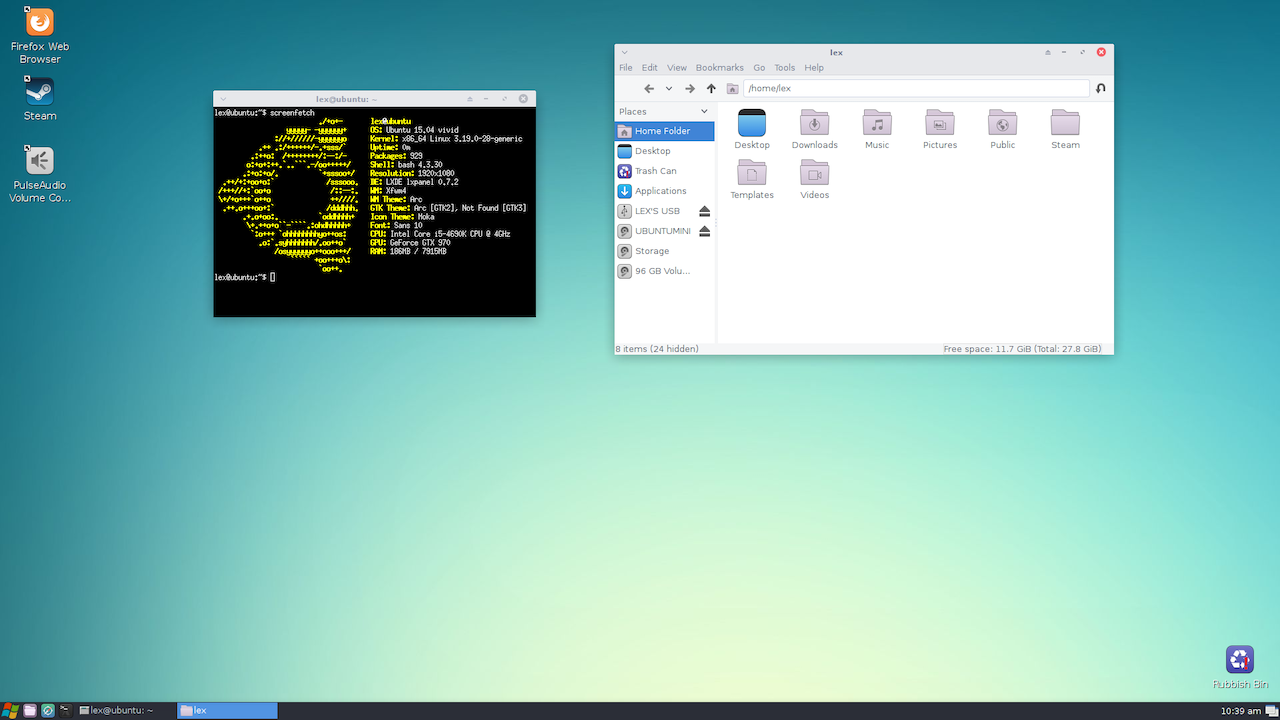 Firefox Web
Browser
Steam
PulseAudio
Volume Co...
lex@ubuntu: ~
lex@ubuntu:~$ screenfetch
lex@ubuntu
OS: Ubuntu 15.04 vivid
Kernel: x86_64 Linux 3.19.0-28-generic
Uptime: 0m
Packages: 929
Shell: bash 4.3.30
Resolution: 1920x1080
DE: LXDE lxpanel 0.7.2
WM: Xfwm4
WM Theme: Arc
GTK Theme: Arc [GTK2], Not Found [GTK3]
Icon Theme: Moka
Font: Sans 10
CPU: Intel Core i5-4690K CPU @ 4GHz
GPU: GeForce GTX 970
RAM: 186MB / 7915MB
lex@ubuntu:~$
lex
File Edit View Bookmarks Go Tools Help
/home/lex
Places
Home Folder
Desktop
Trash Can
Applications
LEX'S USB
UBUNTUMINI
Storage
96 GB Volu...
Desktop Downloads Music Pictures Public Steam
Templates Videos
8 items (24 hidden)
Free space: 11.7 GiB (Total: 27.8 GiB)
Rubbish Bin
lex@ubuntu: ~
lex
10:39 am